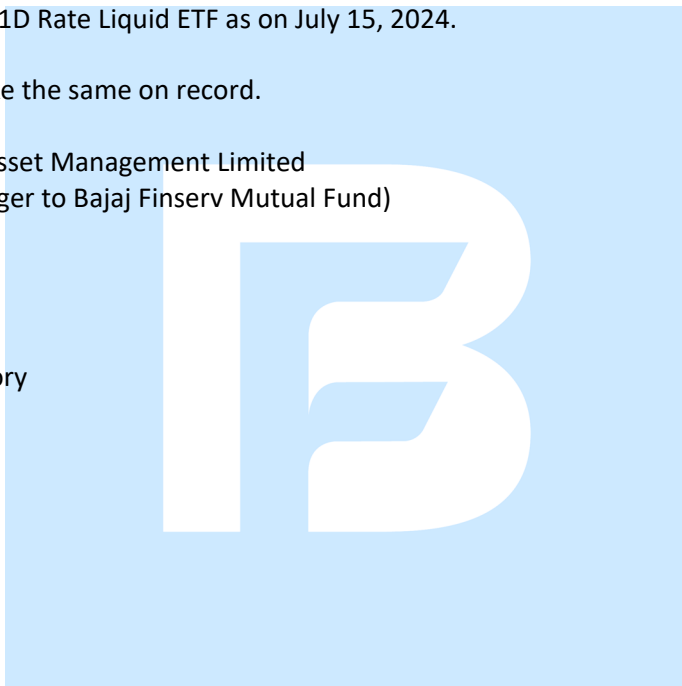 1D Rate Liquid ETF as on July 15, 2024.
e the same on record.
sset Management Limited
ger to Bajaj Finserv Mutual Fund)
ory